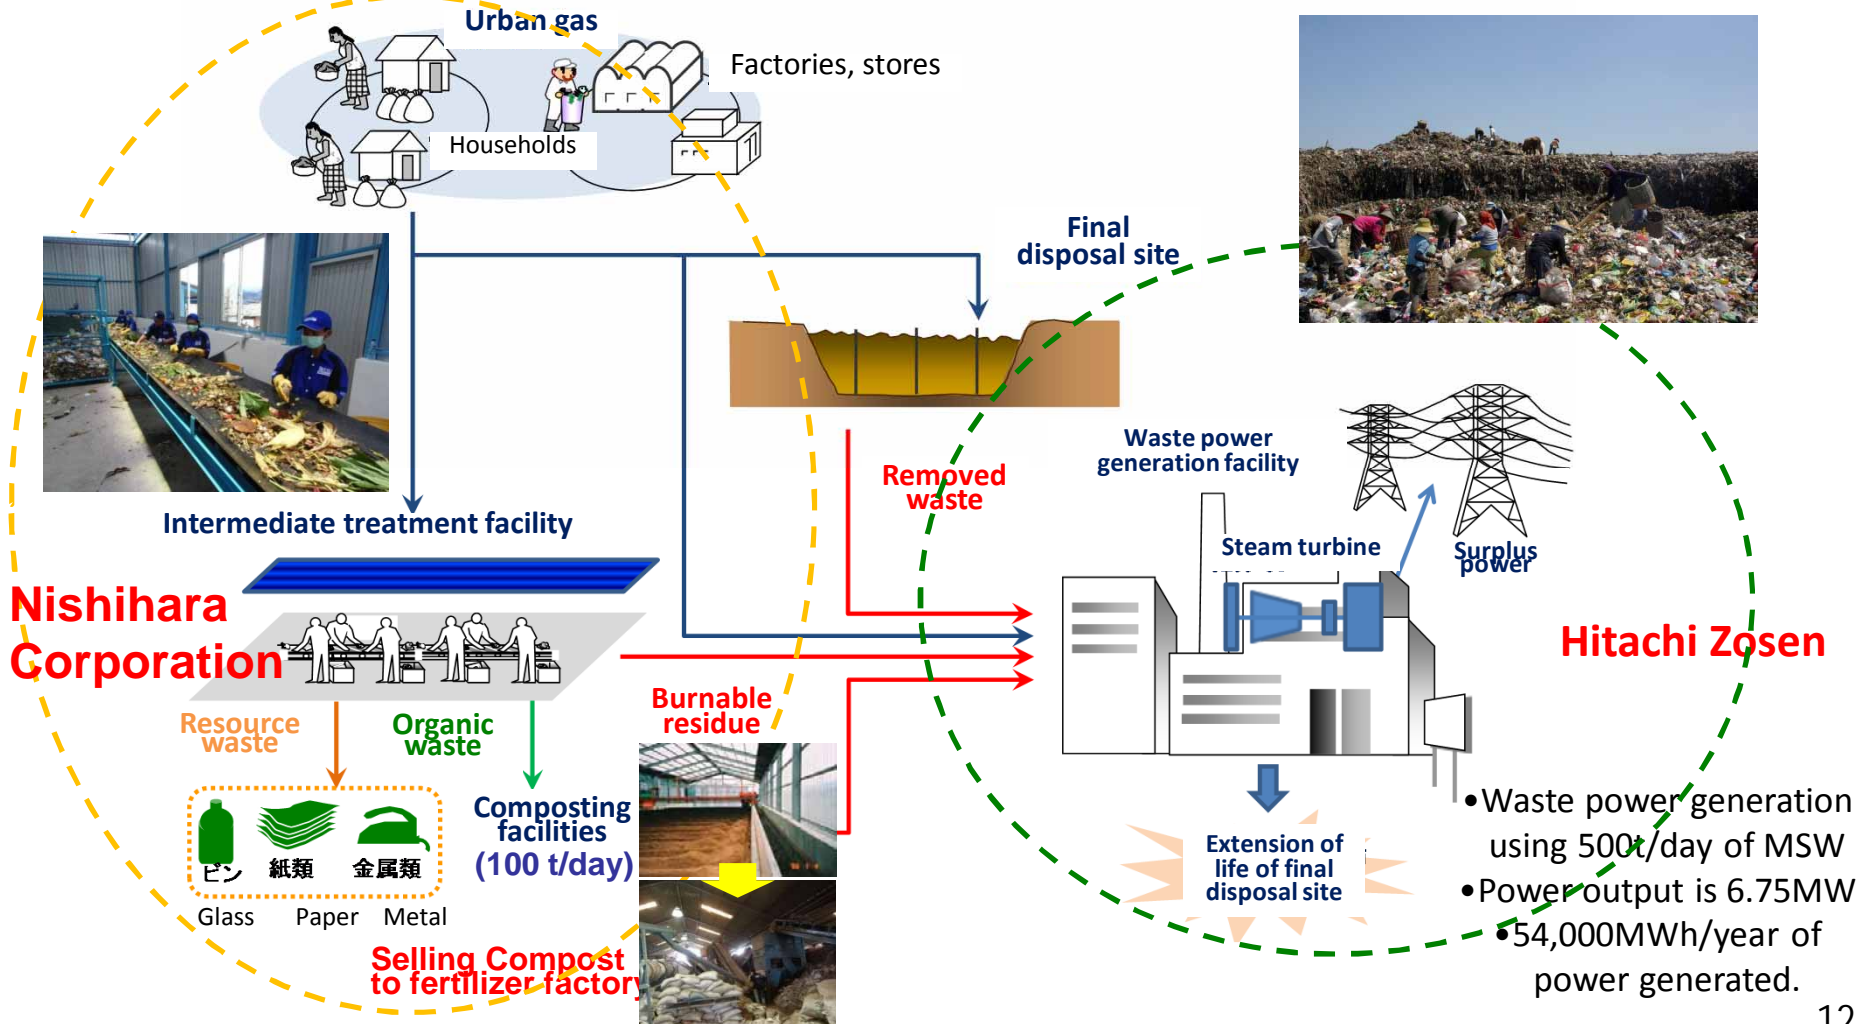 Urban gas
Factories, stores
Households
Final
disposal site
Waste power
generation facility
Removed
waste
Intermediate treatment facility
Steam turbine
Surplus
power
Nishihara
Corporation
Hitachi Zosen
Burnable
residue
Resource
waste
Organic
waste
Composting
facilities
(100 t/day)
ビン 紙類 金属類
Glass Paper Metal
Selling Compost
to fertilizer factory
Extension of
life of final
disposal site
•Waste power generation
using 500t/day of MSW
•Power output is 6.75MW
•54,000MWh/year of
power generated.
12